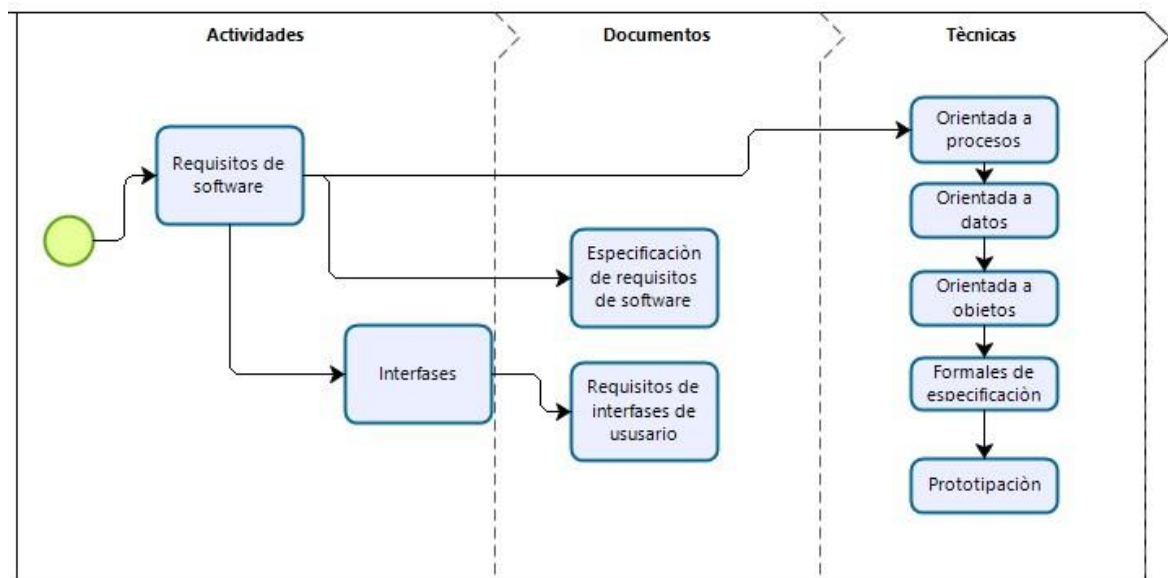 Actividades
Documentos
Tècnicas
Requisitos de
software
Interfases
Especificaciòn
de requisitos
de software
Requisitos de
interfases de
ususario
Orientada a
procesos
Orientada a
datos
Orientada a
objetos
Formales de
especificaciòn
Prototipaciòn